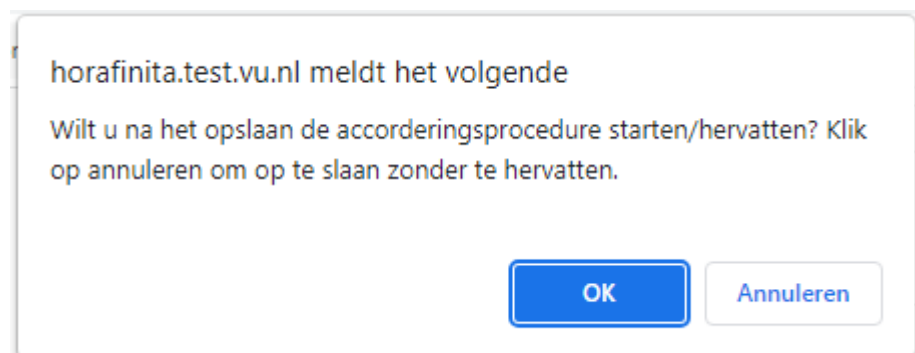 horafinita.test.vu.nl meldt het volgende
Wilt u na het opslaan de accorderingsprocedure starten/hervatten? Klik
op annuleren om op te slaan zonder te hervatten.
OK
Annuleren